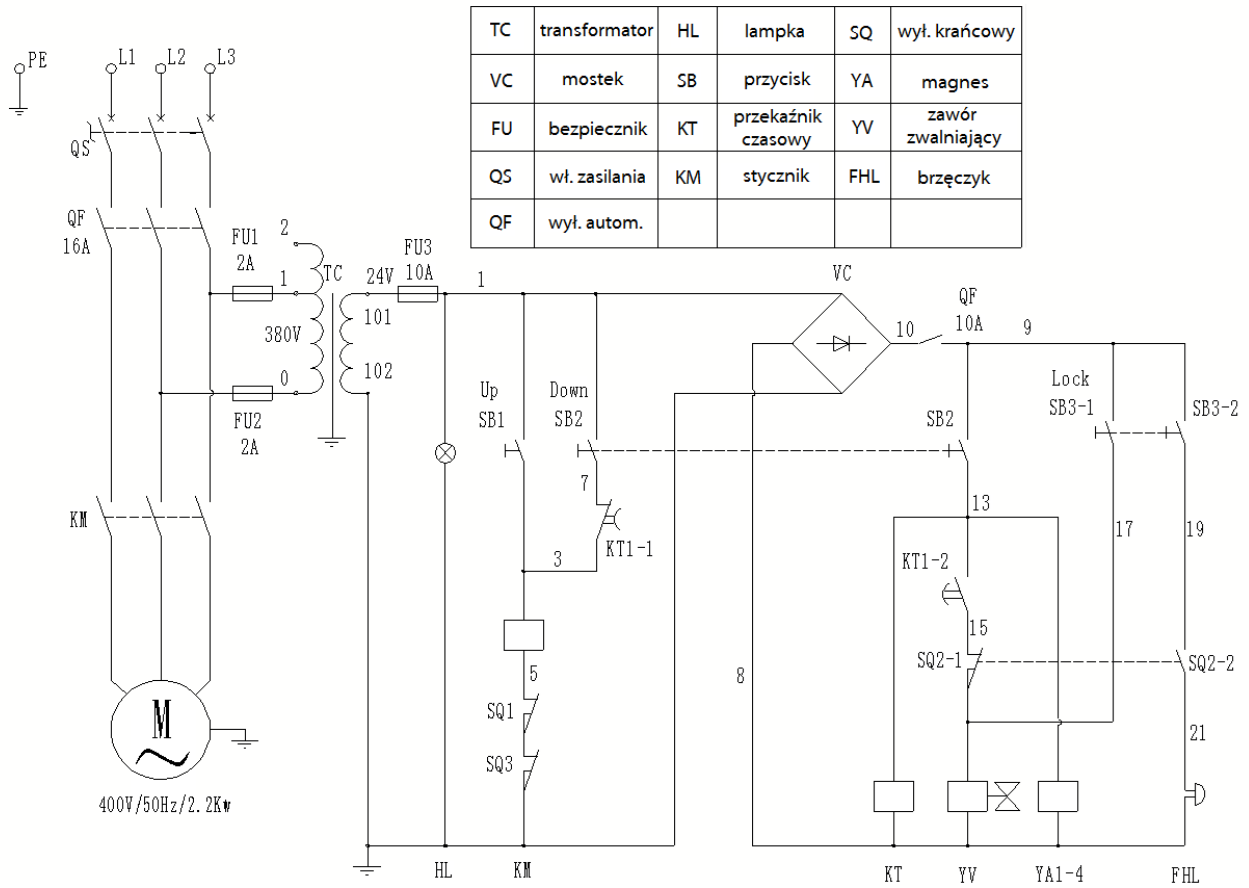 TC transformator HL lampka SQ wył. krańcowy
VC mostek SB przycisk YA magnes
FU bezpiecznik KT przekaźnik czasowy YV zawór zwalniający
QS wł. zasilania KM stycznik FHL brzęczyk
QF wył. autom.
PE
L1 L2 L3
QS
QF
16A
FU1
2A
2
1
TC
380V
0
FU2
2A
24V
101
102
FU3
10A
1
VC
10
QF
10A
9
Up
SB1
Down
SB2
SB2
Lock
SB3-1
SB3-2
7
KT1-1
3
5
SQ1
SQ3
8
13
KT1-2
15
SQ2-1
17
19
SQ2-2
21
KM
M
400V/50Hz/2.2Kw
HL
KM
KT
YV
YA1-4
FHL